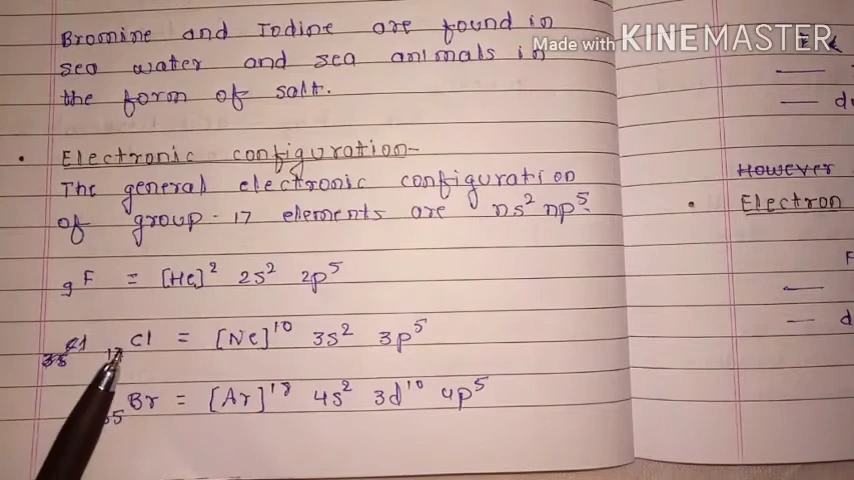 Bromine and Iodine are found in
sea water and sea animals in
the form of salt.
Made with KINEMASTER
• Electronic configuration-
The general electronic configuration
of group-17 elements are ns² np⁵.
₉F = [He]² 2s² 2p⁵
₁₇Cl = [Ne]¹⁰ 3s² 3p⁵
Br = [Ar]¹⁸ 4s² 3d¹⁰ 4p⁵
However
• Electron